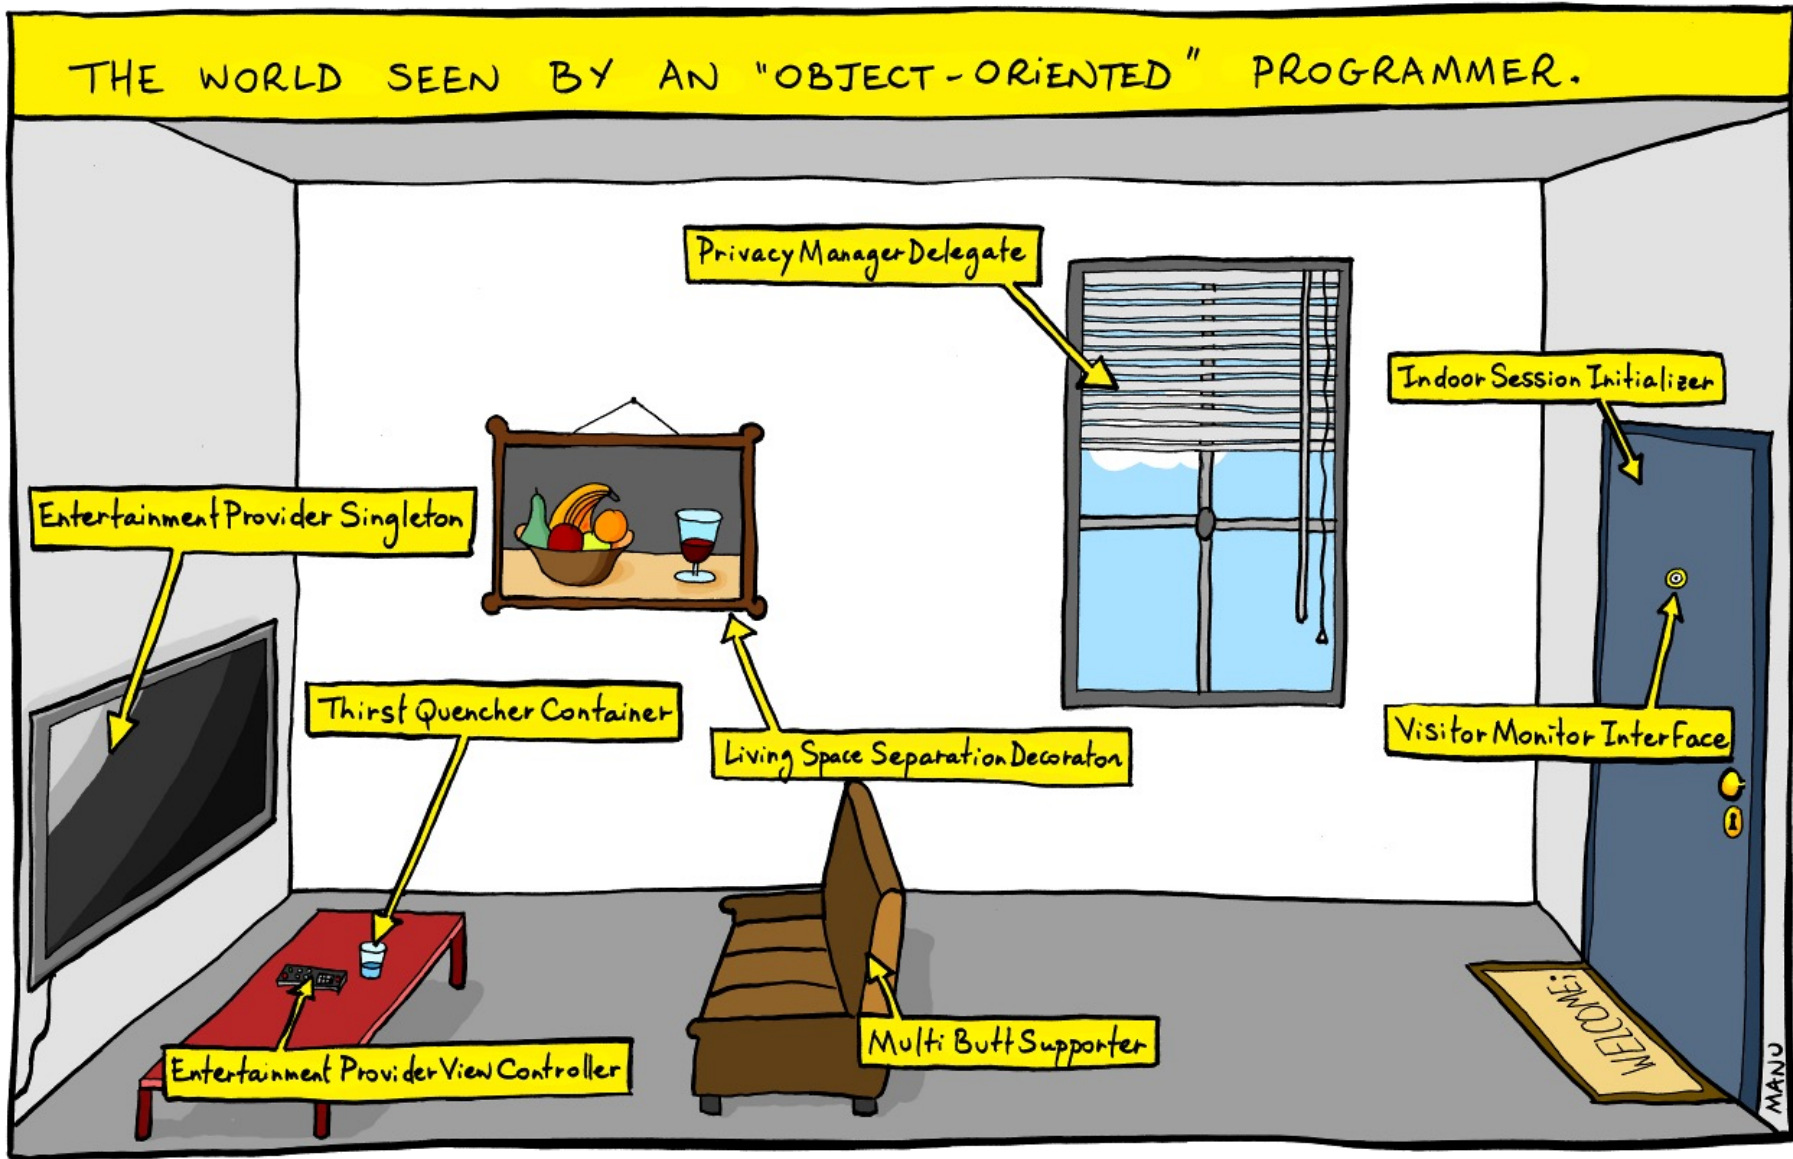 THE WORLD SEEN BY AN "OBJECT-ORIENTED" PROGRAMMER.
PrivacyManagerDelegate
IndoorSessionInitializer
EntertainmentProviderSingleton
ThirstQuencherContainer
LivingSpaceSeparationDecorator
VisitorMonitorInterface
MultiButtSupporter
EntertainmentProviderViewController
WELCOME!
MANU